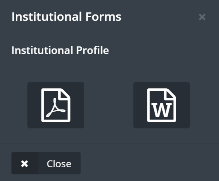 Institutional Forms ×
Institutional Profile
W
✖ Close